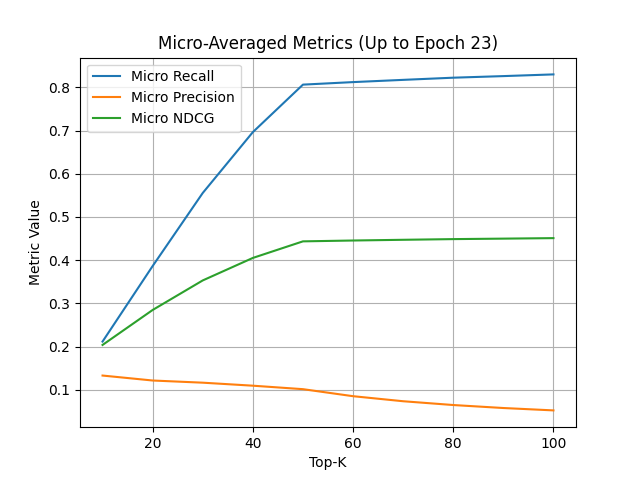 Micro-Averaged Metrics (Up to Epoch 23)
Micro Recall
Micro Precision
Micro NDCG
Metric Value
0.8
0.7
0.6
0.5
0.4
0.3
0.2
0.1
20
40
60
80
100
Top-K